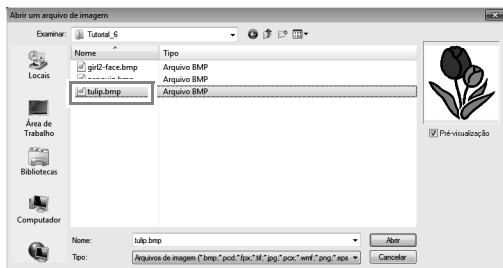 Abrir um arquivo de imagem
Examinar: Tutorial_6
Nome Tipo
girl2-face.bmp Arquivo BMP
Arquivo BMP
tulip.bmp Arquivo BMP
Locais
Área de
Trabalho
Bibliotecas
Computador
Pré-visualização
Nome: tulip.bmp Abrir
Tipo: Arquivos de imagem (*.bmp;*.pcd;*.fpx;*.tif;*.jpg;*.pcx;*.wmf;*.png;*.eps Cancelar